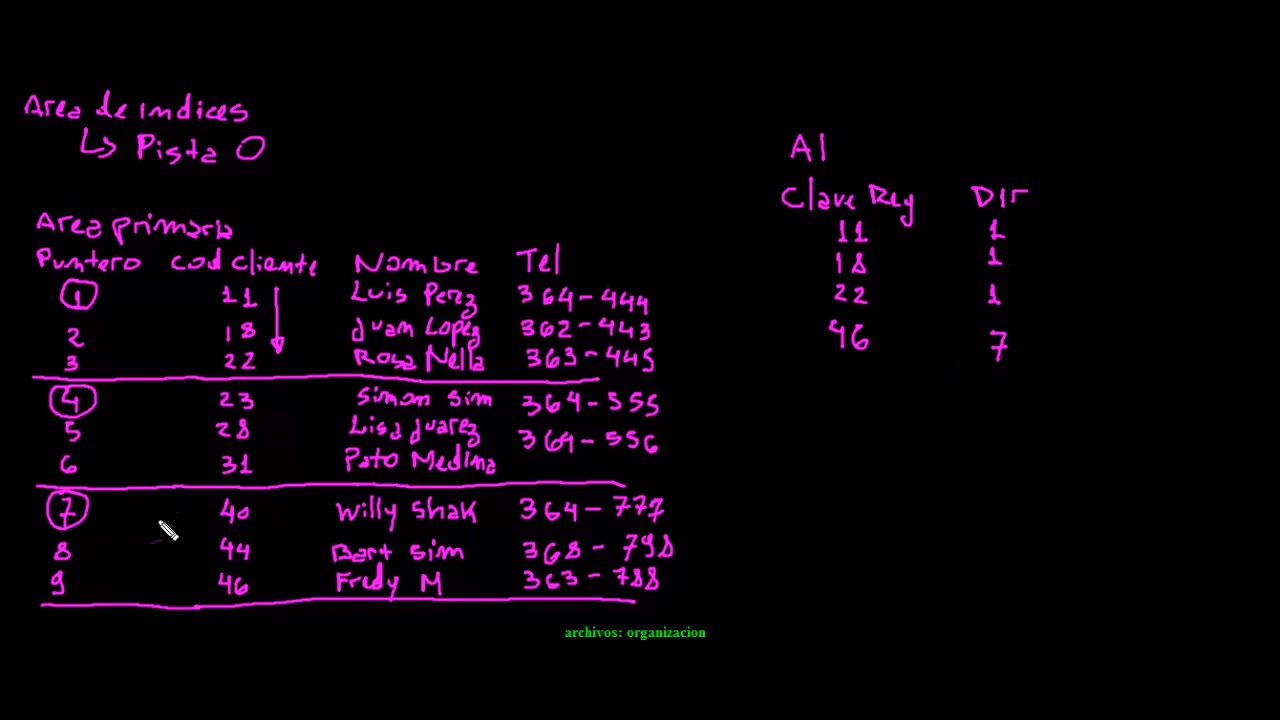 Area de indices
↳ Pista 0
Area primaria
Puntero cod cliente Nombre Tel
1 11 Luis Perez 364-444
2 18 Juan Lopez 362-443
3 22 Rosa Nella 363-445
4 23 Simon sim 364-555
5 28 Lisa Juarez 364-556
6 31 Pato Medina
7 40 Willy Shak 364-777
8 44 Bart sim 368-798
9 46 Fredy M 363-788
AI
Clave Reg Dir
11 1
18 1
22 1
46 7
archivos: organizacion